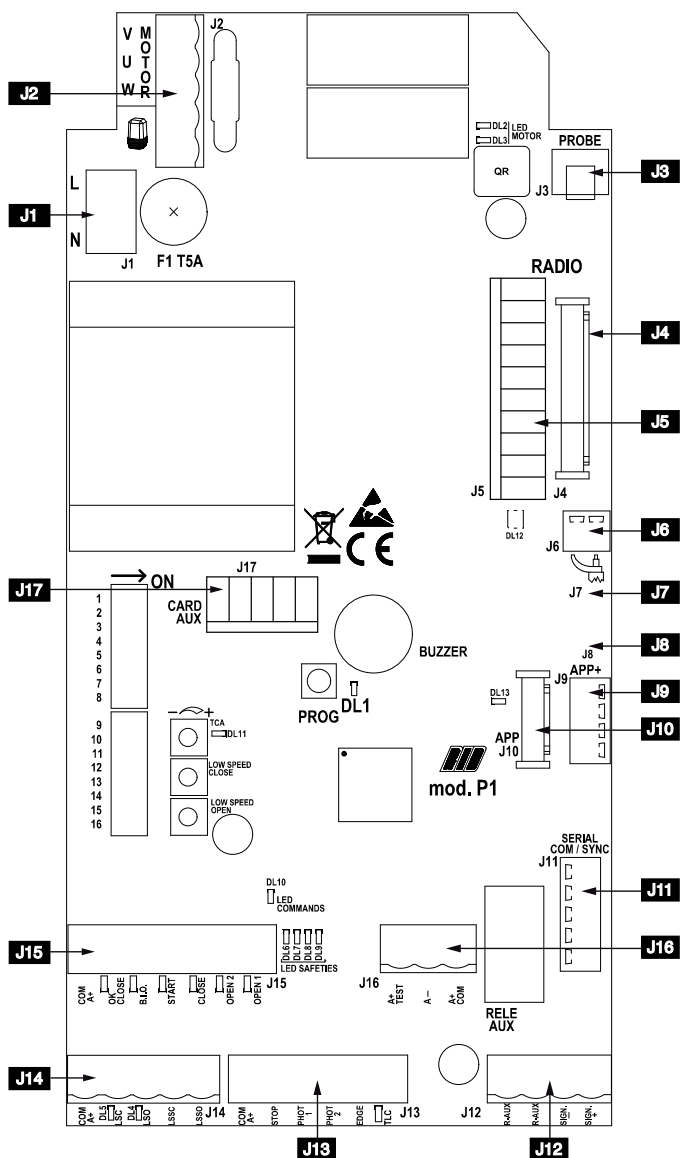 J2
V MOTOR
U
W
J2
DL2
DL3
LED
MOTOR
PROBE
QR
J3
J3
L
N
J1
J1
F1 T5A
RADIO
J4
J5
J5
J4
DL12
J6
J6
J7
J7
J8
J8
J17
J17
ON
CARD
AUX
1
2
3
4
5
6
7
8
BUZZER
PROG
DL1
J9
APP+
J9
DL13
APP
J10
J10
9
10
11
12
13
14
15
16
− +
TCA
DL11
LOW SPEED
CLOSE
LOW SPEED
OPEN
CE
mod. P1
SERIAL
COM / SYNC
J11
J11
DL10
LED
COMMANDS
DL6
DL7
DL8
DL9
LED SAFETIES
J15
J15
COM
A+
OK
CLOSE
B.I.O.
START
CLOSE
OPEN 2
OPEN 1
J16
J16
A+
TEST
A −
A+
COM
RELE
AUX
J14
J14
COM
A+
DL5
LSC
DL4
LSO
LSSC
LSSO
COM
A+
STOP
PHOT
1
PHOT
2
EDGE
TLC
J13
J13
J12
R-AUX
R-AUX
SIGN.
SIGN.
+
J12